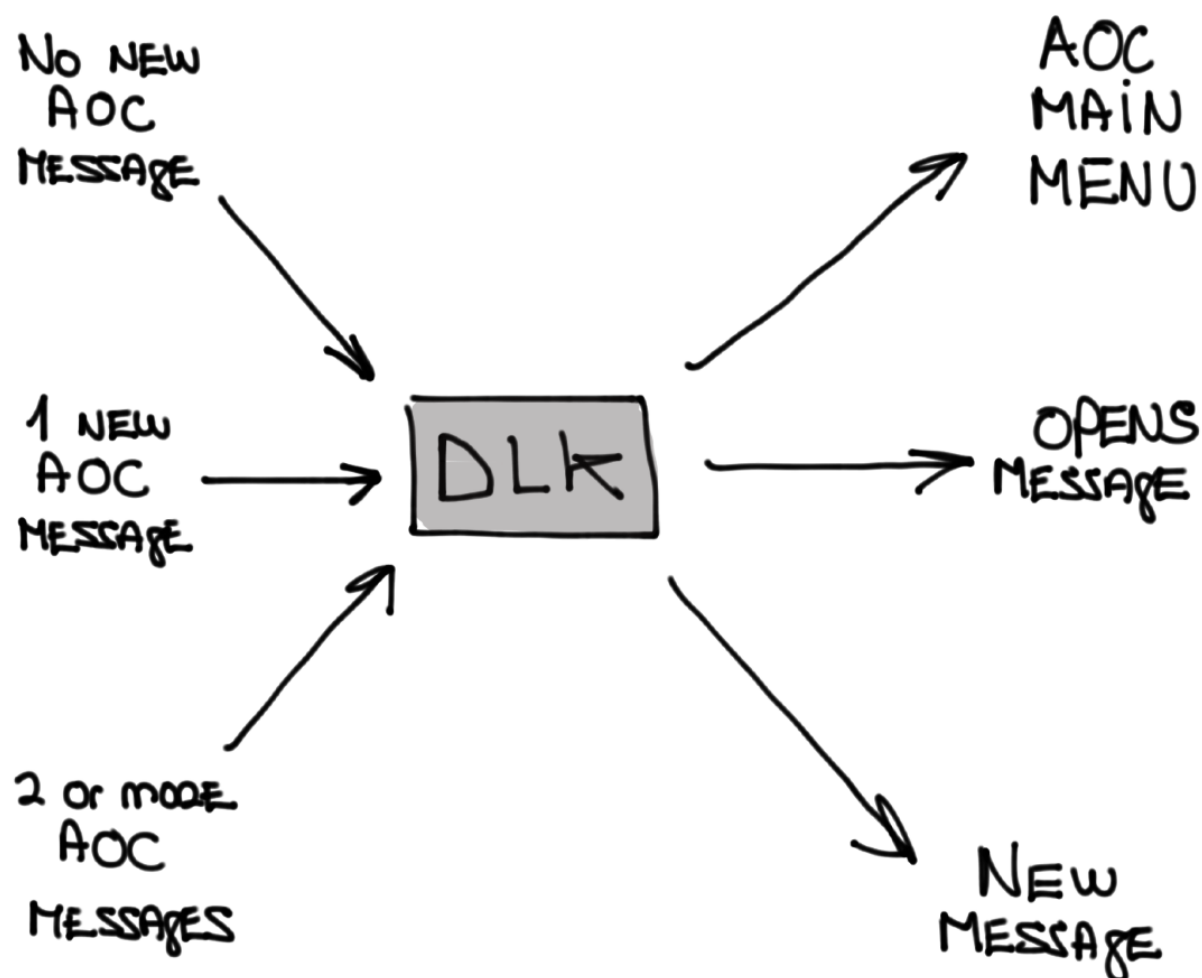 No NEW
AOC
MESSAGE
AOC
MAIN
MENU
1 NEW
AOC
MESSAGE
DLK
OPENS
MESSAGE
2 or more
AOC
MESSAGES
NEW
MESSAGE